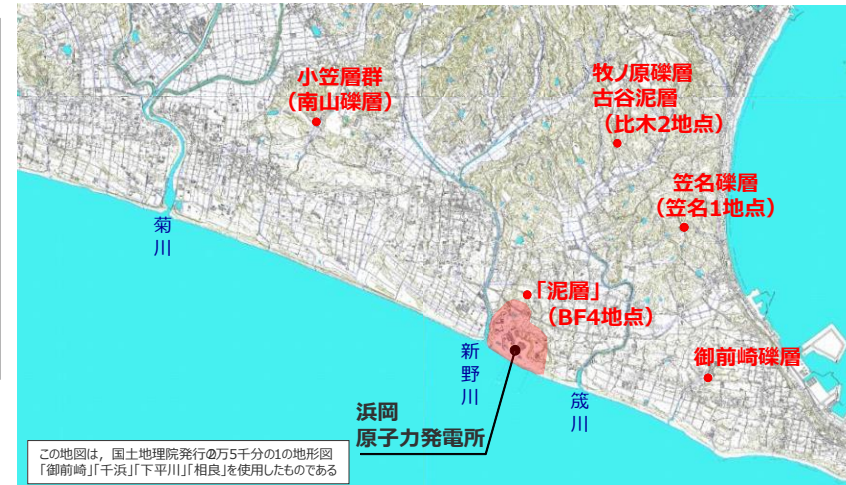 小笠層群
（南山礫層）
牧ノ原礫層
古谷泥層
（比木2地点）
笠名礫層
（笠名1地点）
菊川
「泥層」
（BF4地点）
新野川
筬川
御前崎礫層
浜岡
原子力発電所
この地図は，国土地理院発行の2万5千分の1の地形図
「御前崎」「千浜」「下平川」「相良」を使用したものである